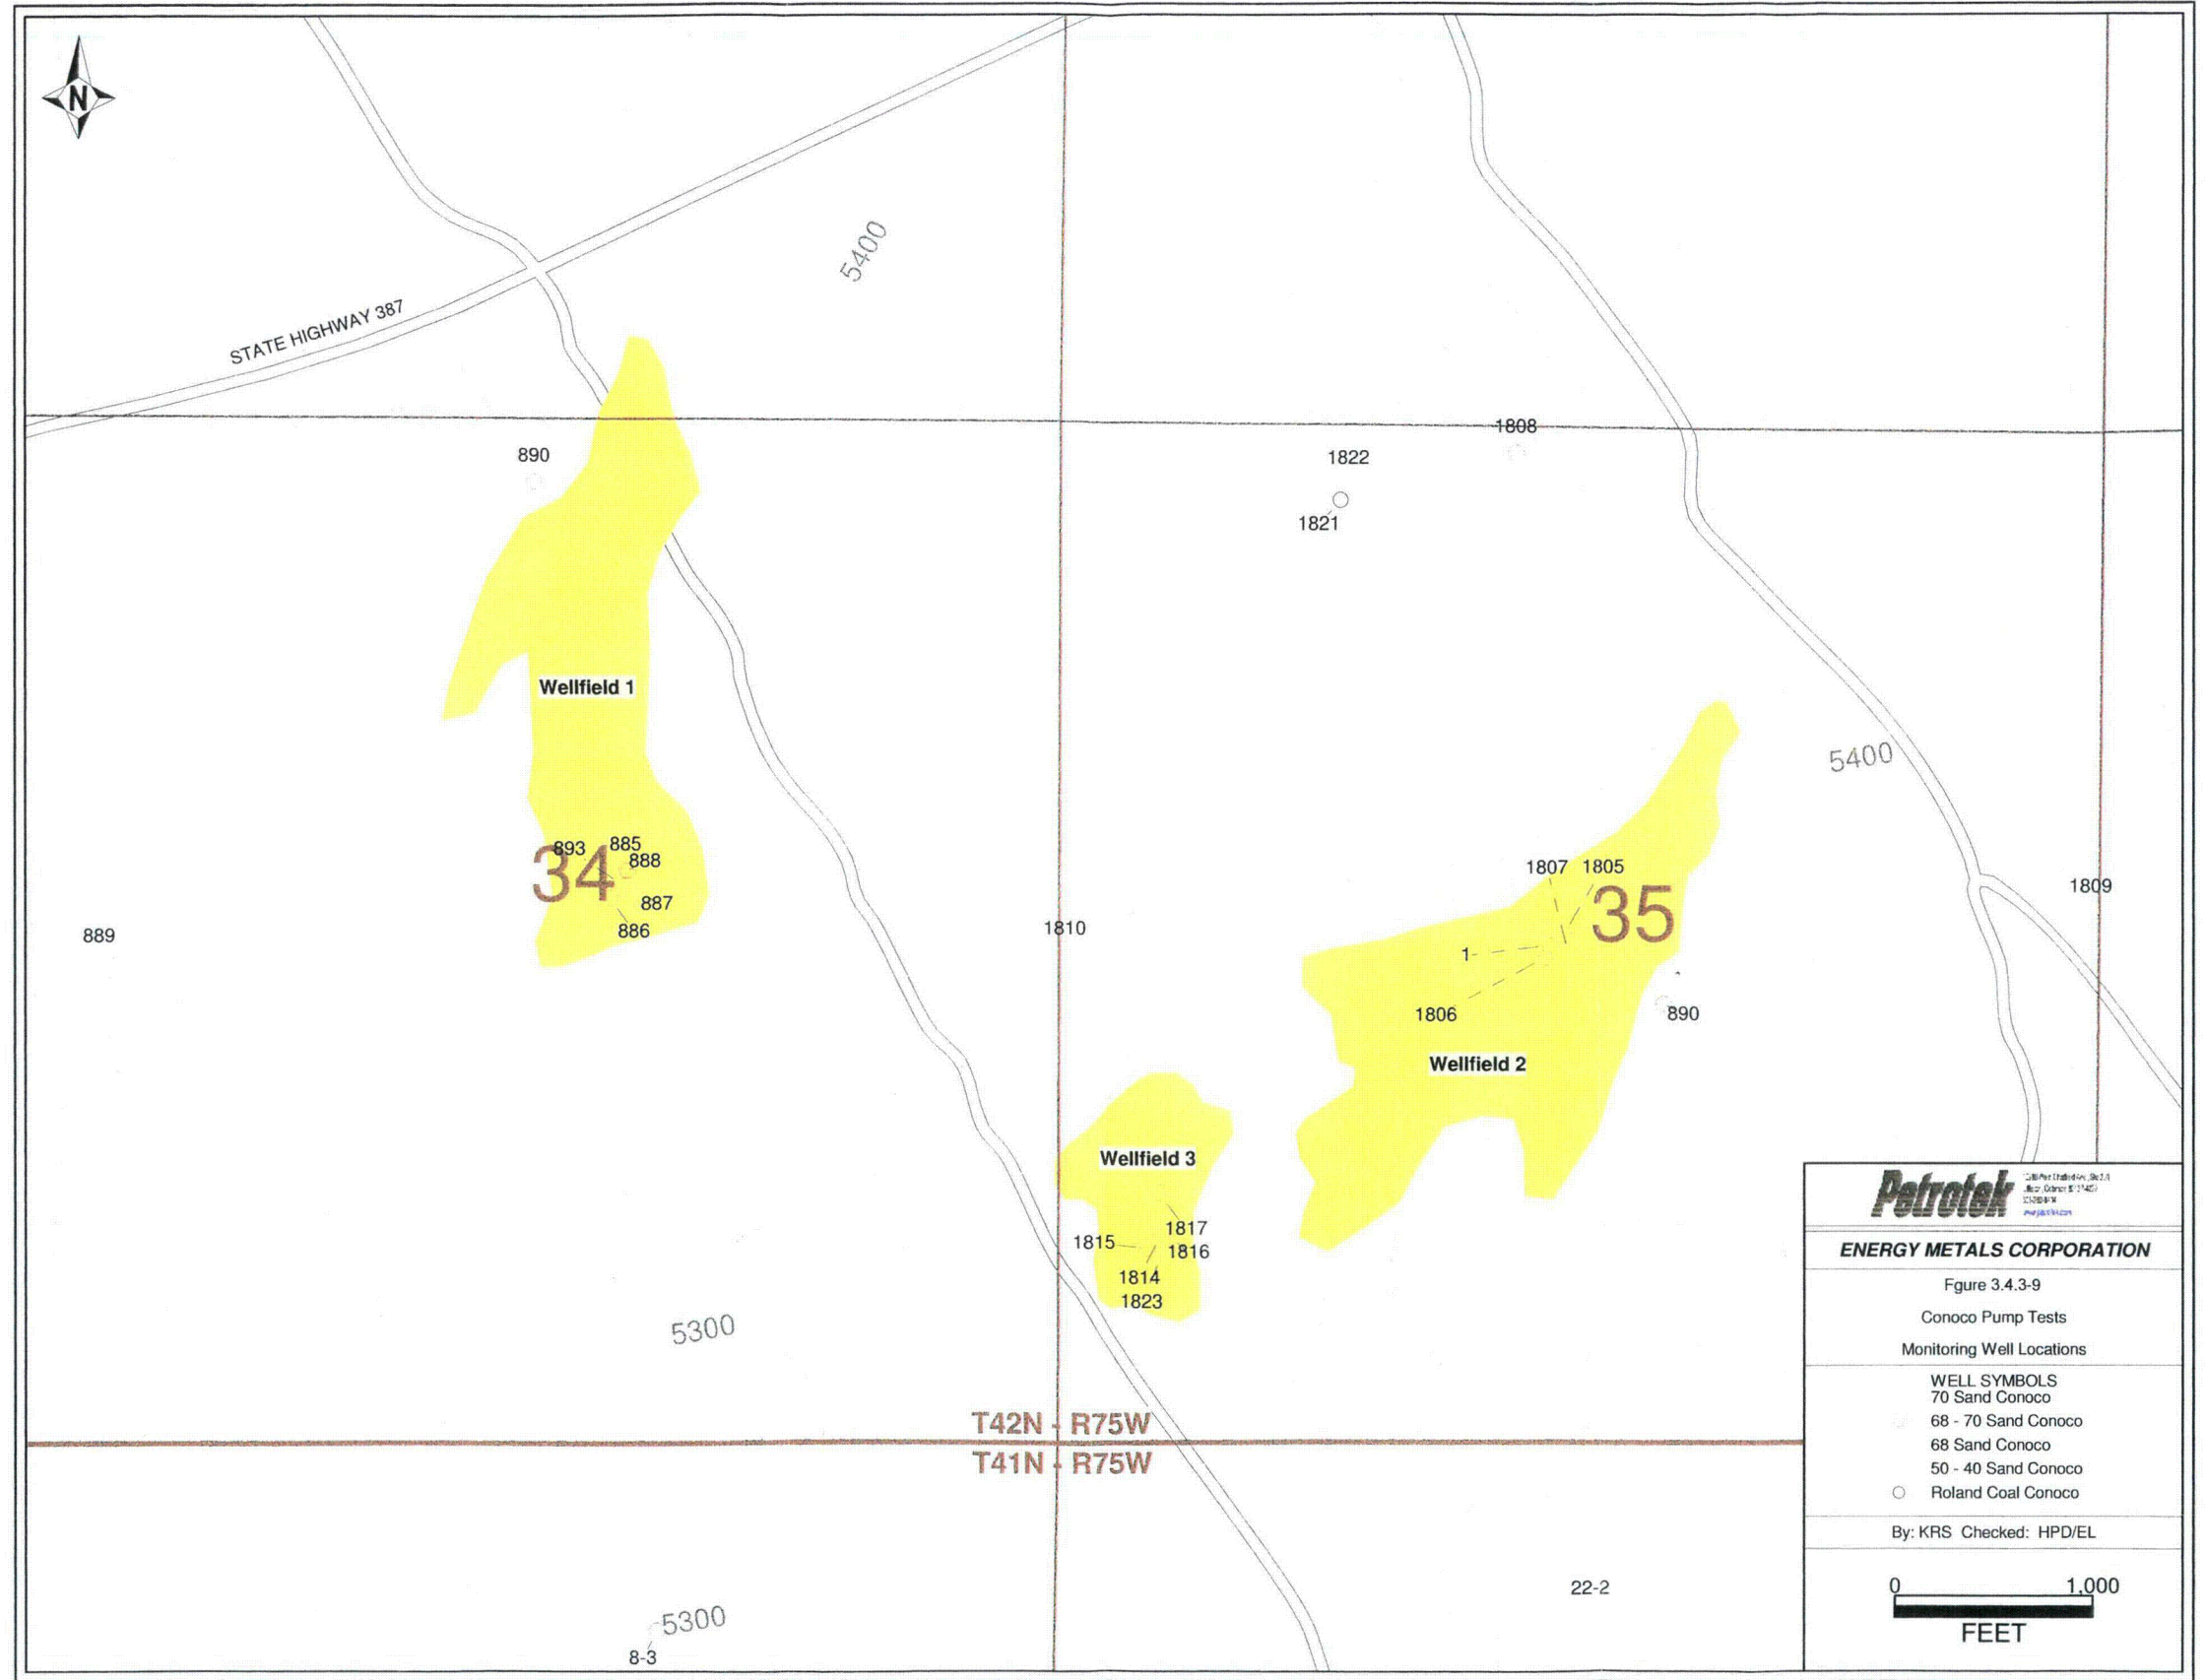 N
5400
STATE HIGHWAY 387
890
1808
1822
1821
Wellfield 1
5400
893
885
888
34
887
886
889
1810
1807
1805
35
1809
1-
1806
890
Wellfield 2
Wellfield 3
1817
1815
1816
1814
1823
5300
T42N - R75W
T41N - R75W
22-2
5300
8-3
Petrotek
ENERGY METALS CORPORATION
Fgure 3.4.3-9
Conoco Pump Tests
Monitoring Well Locations
WELL SYMBOLS
70 Sand Conoco
68 - 70 Sand Conoco
68 Sand Conoco
50 - 40 Sand Conoco
Roland Coal Conoco
By: KRS Checked: HPD/EL
0 1,000
FEET